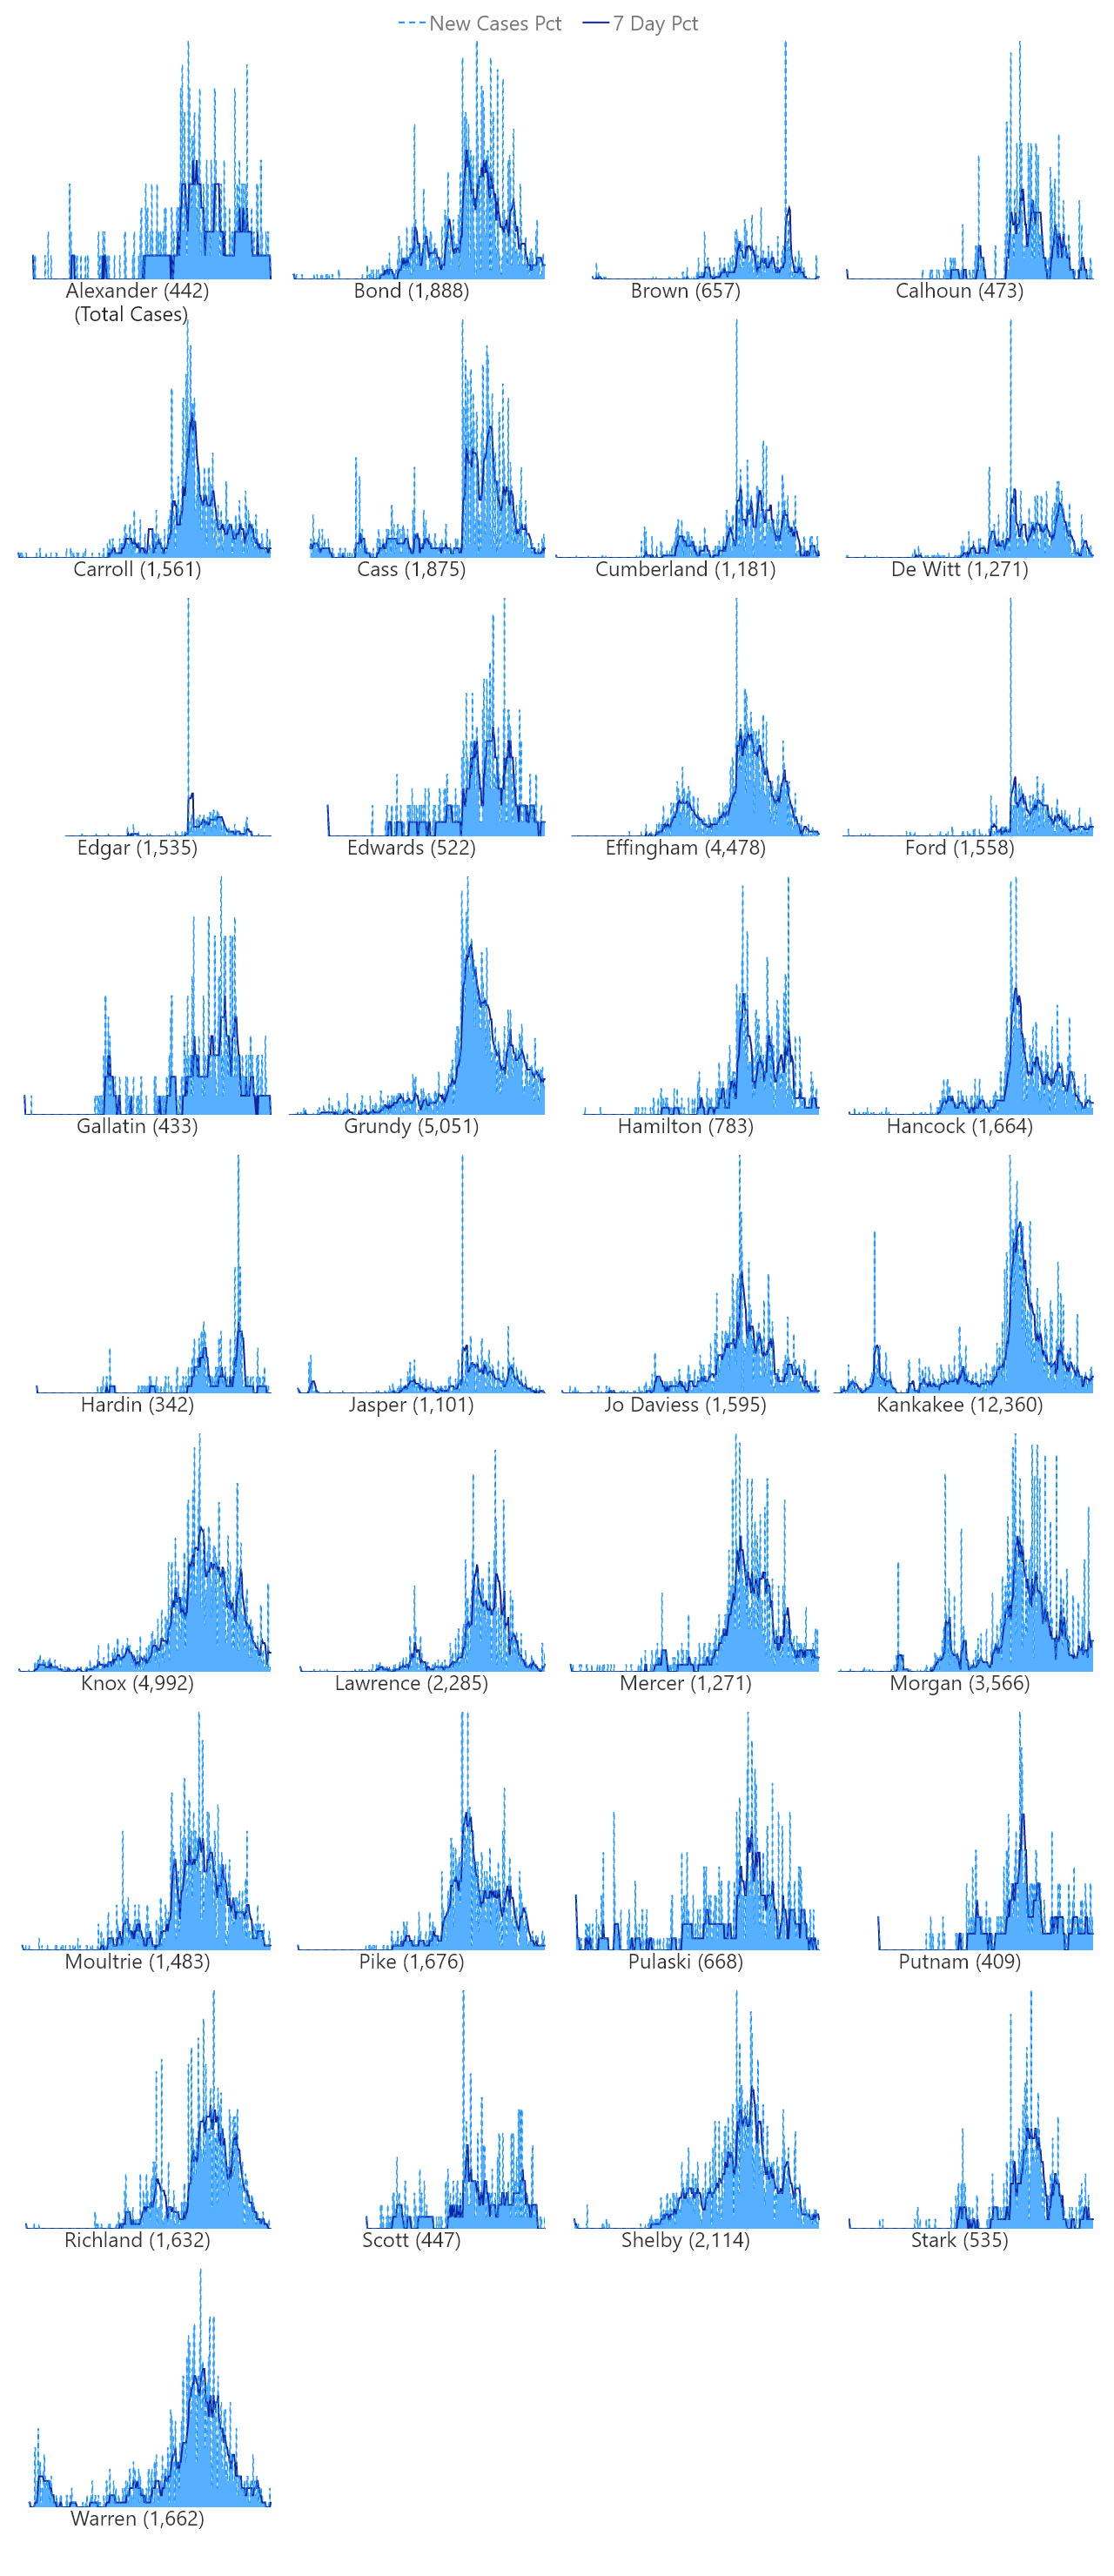 New Cases Pct 7 Day Pct
Alexander (442) Bond (1,888) Brown (657) Calhoun (473)
(Total Cases)
Carroll (1,561) Cass (1,875) Cumberland (1,181) De Witt (1,271)
Edgar (1,535) Edwards (522) Effingham (4,478) Ford (1,558)
Gallatin (433) Grundy (5,051) Hamilton (783) Hancock (1,664)
Hardin (342) Jasper (1,101) Jo Daviess (1,595) Kankakee (12,360)
Knox (4,992) Lawrence (2,285) Mercer (1,271) Morgan (3,566)
Moultrie (1,483) Pike (1,676) Pulaski (668) Putnam (409)
Richland (1,632) Scott (447) Shelby (2,114) Stark (535)
Warren (1,662)